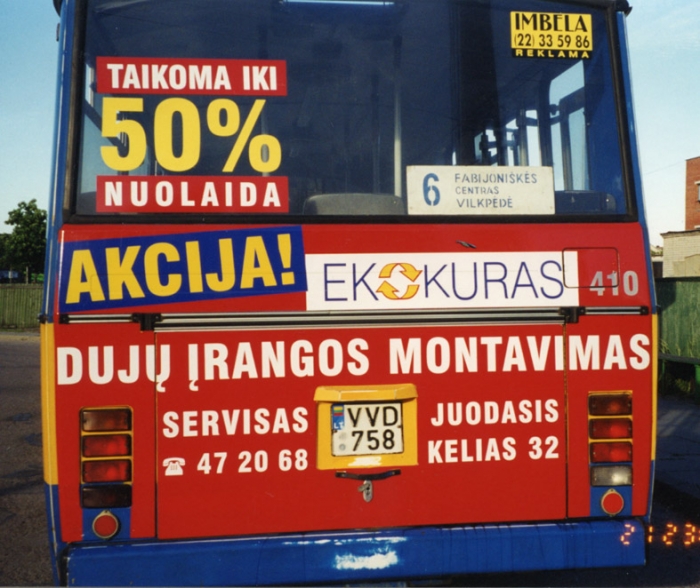 IMBELA
(22) 33 59 86
REKLAMA
TAIKOMA IKI
50%
NUOLAIDA
6 FABIJONIŠKĖS
CENTRAS
VILKPĖDĖ
AKCIJA!
EKOKURAS
410
DUJŲ ĮRANGOS MONTAVIMAS
SERVISAS
☎ 47 20 68
LT VVD
758
JUODASIS
KELIAS 32